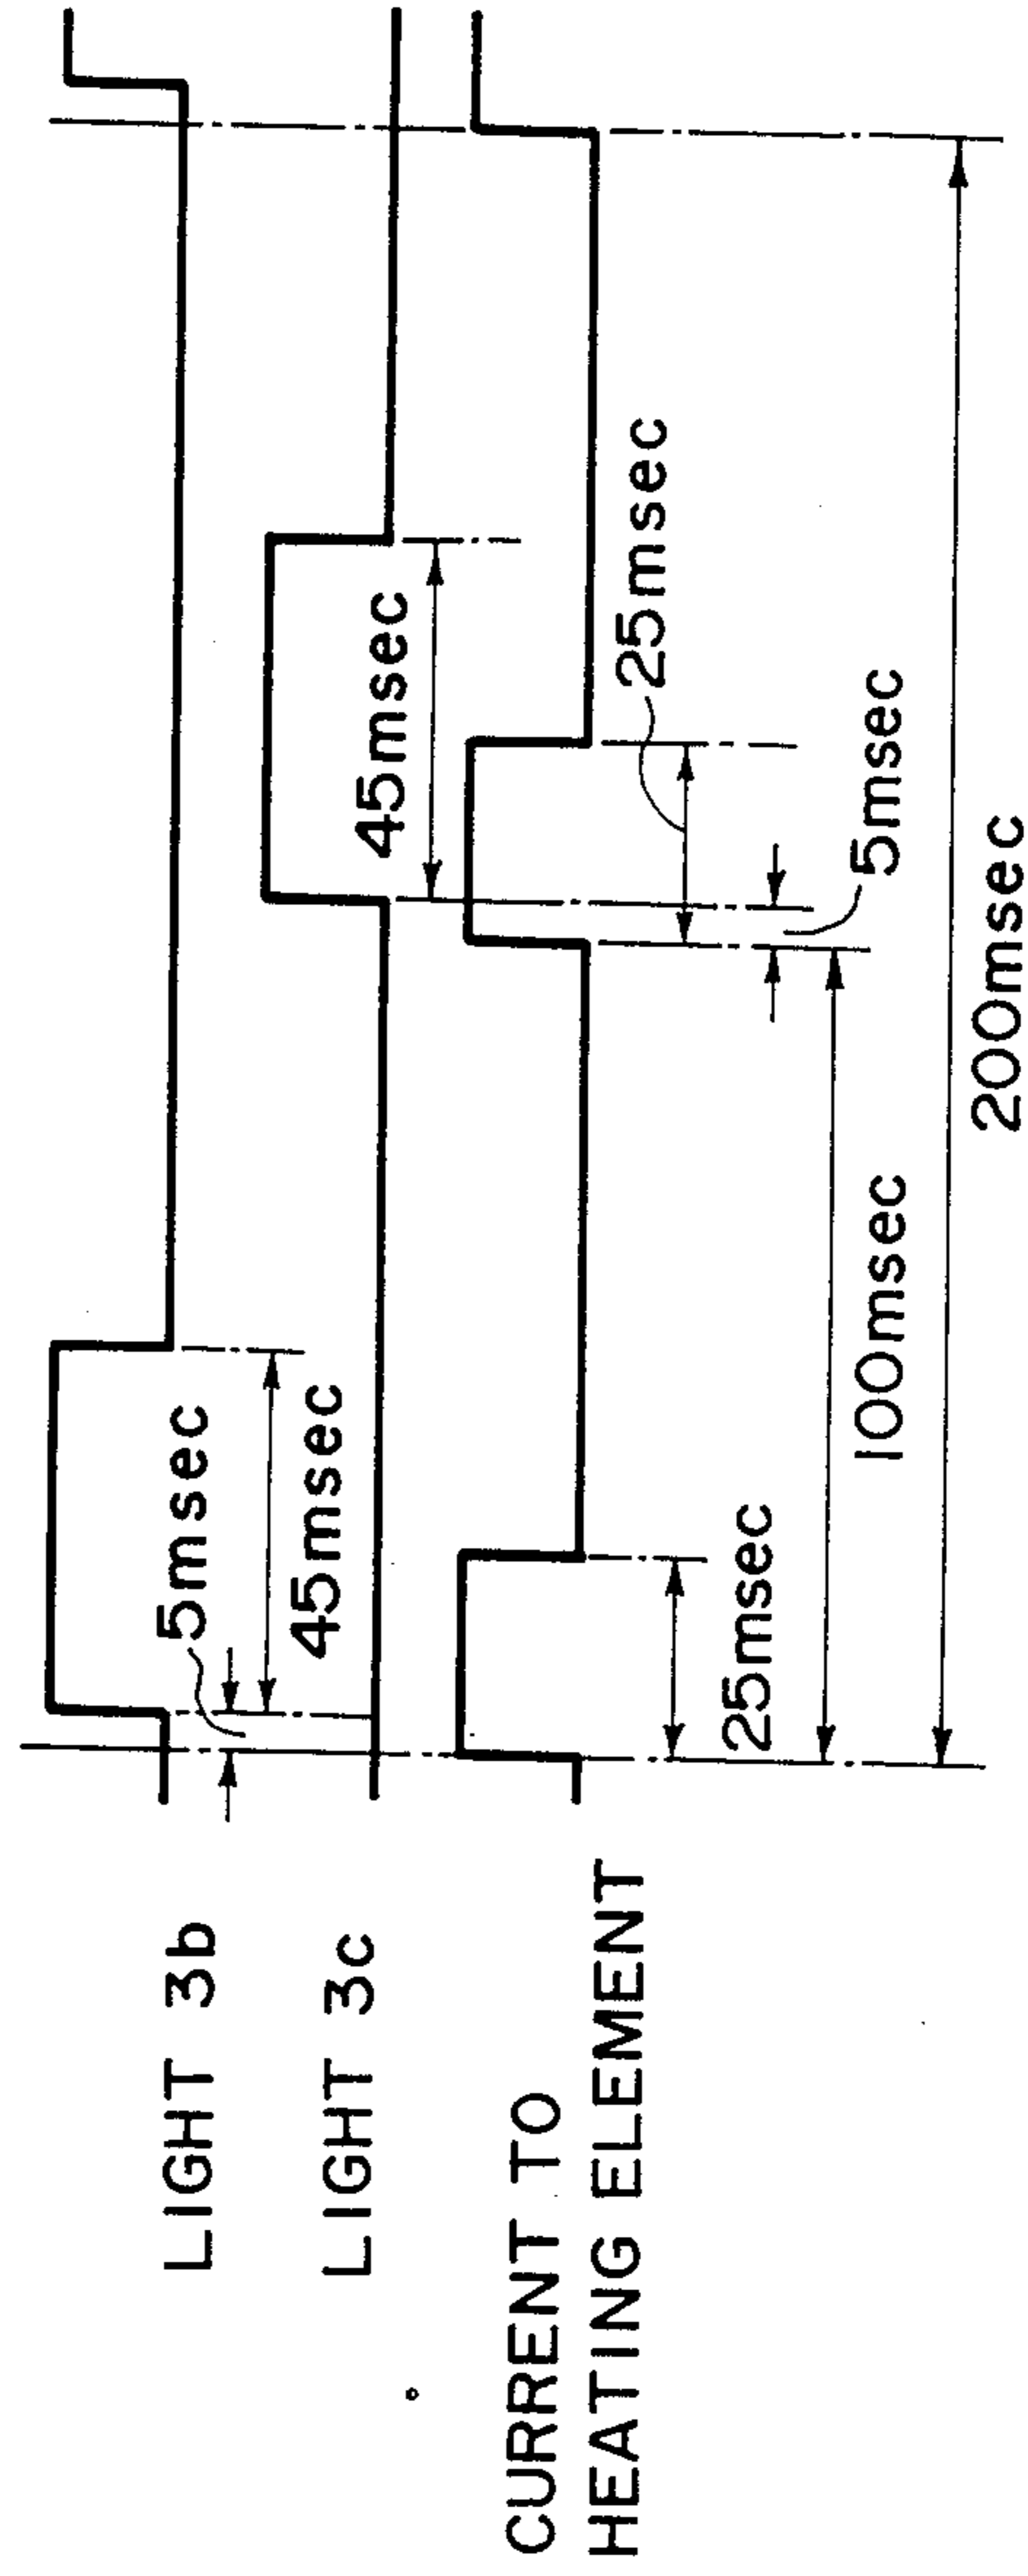 LIGHT 3b
5msec
45msec
LIGHT 3c
45msec
CURRENT TO
HEATING ELEMENT
25msec
25msec
5msec
100msec
200msec